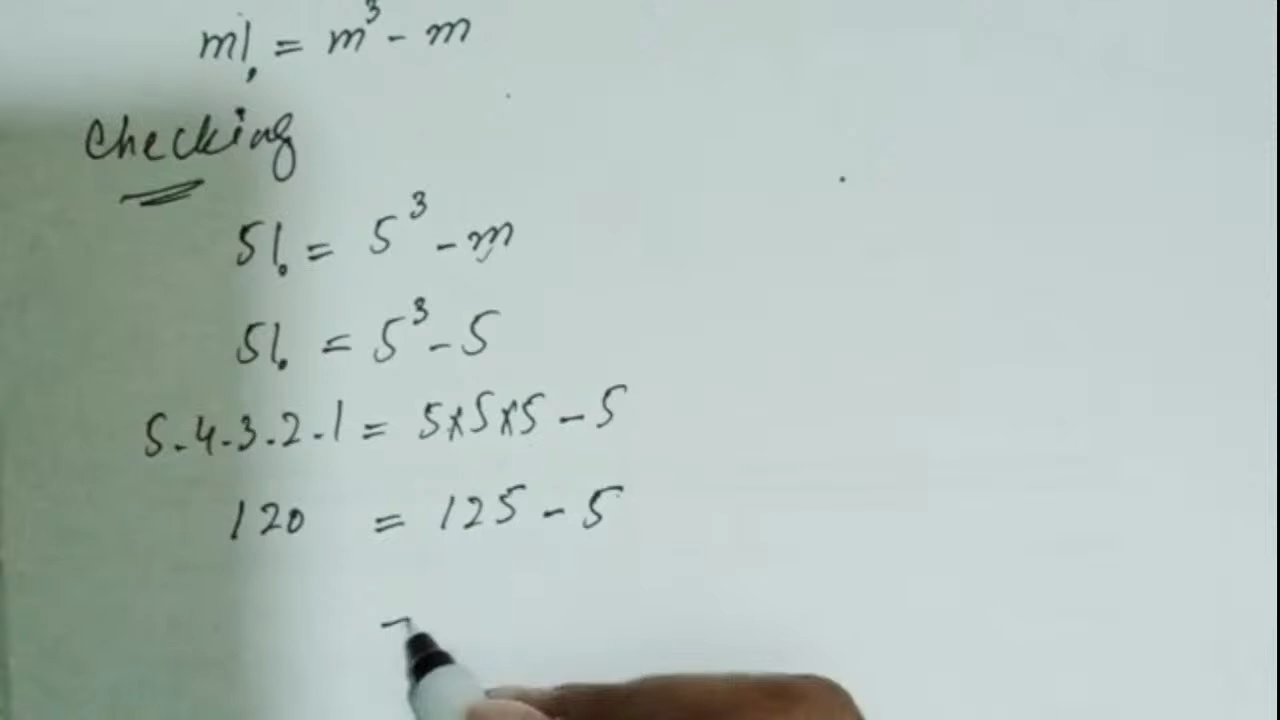 m! = m³ - m
Checking
5! = 5³ - m
5! = 5³ - 5
5.4.3.2.1 = 5×5×5 - 5
120 = 125 - 5